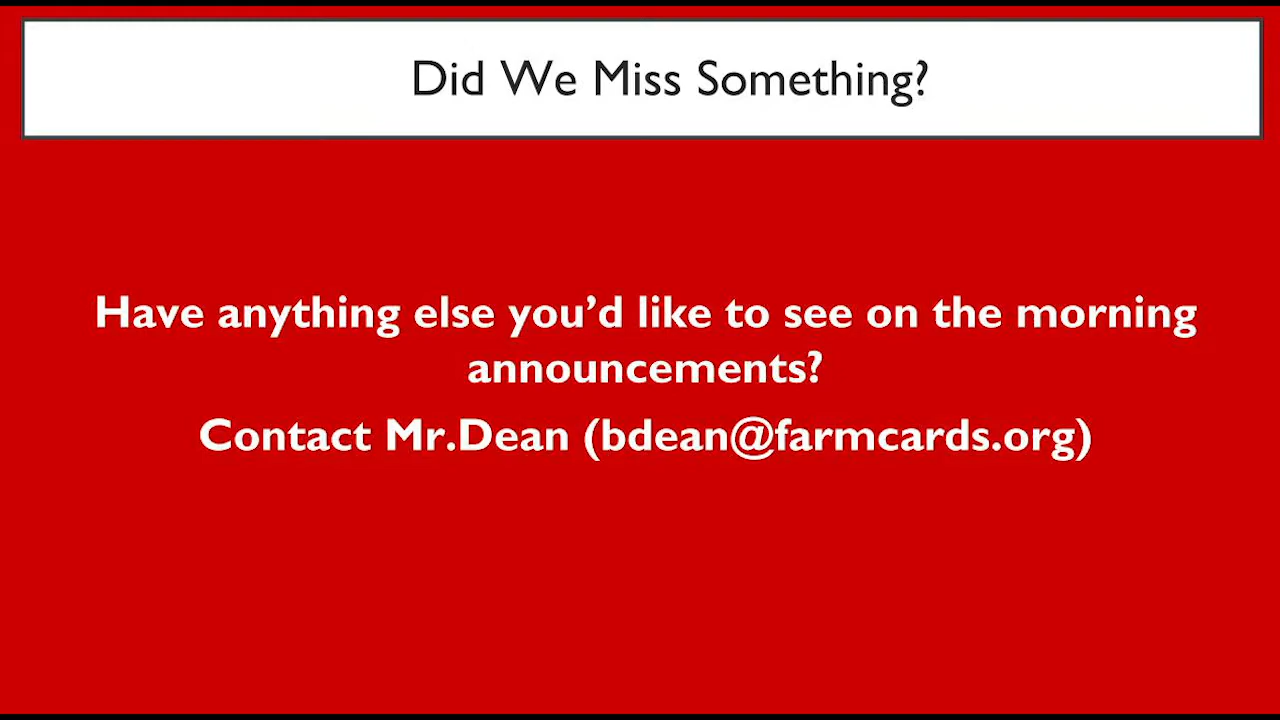 Did We Miss Something?
Have anything else you’d like to see on the morning
announcements?
Contact Mr.Dean (bdean@farmcards.org)